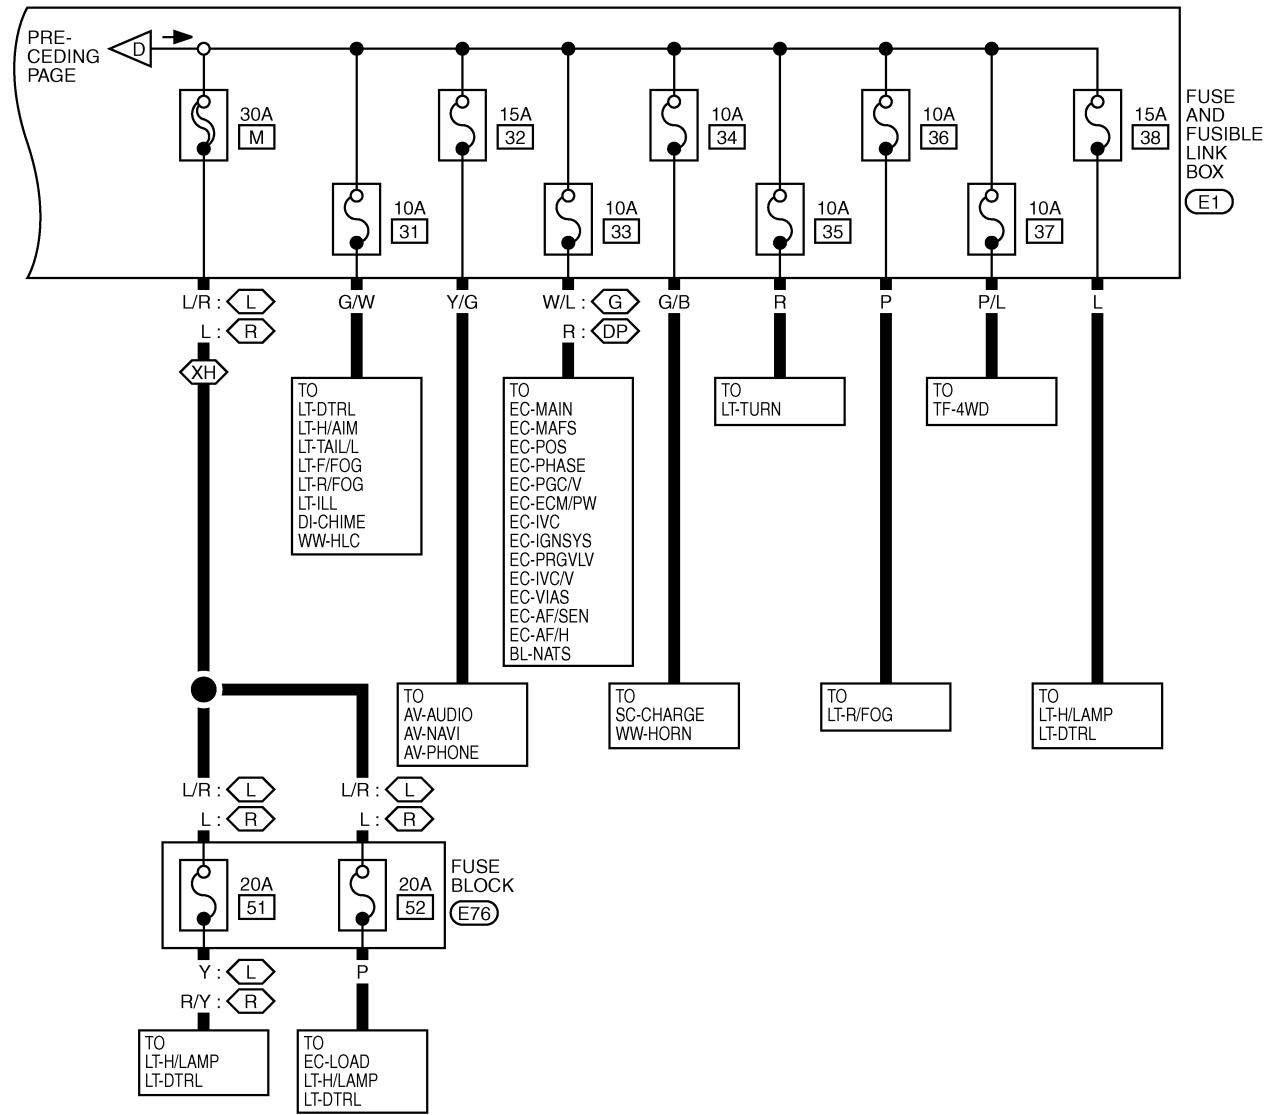 PRE-
CEDING
PAGE
D
30A
M
15A
32
10A
34
10A
36
15A
38
FUSE
AND
FUSIBLE
LINK
BOX
E1
10A
31
10A
33
10A
35
10A
37
L/R : L
L : R
XH
G/W
Y/G
W/L : G
R : DP
G/B
R
P
P/L
L
TO
LT-DTRL
LT-H/AIM
LT-TAIL/L
LT-F/FOG
LT-R/FOG
LT-ILL
DI-CHIME
WW-HLC
TO
EC-MAIN
EC-MAFS
EC-POS
EC-PHASE
EC-PGC/V
EC-ECM/PW
EC-IVC
EC-IGNSYS
EC-PRGVLV
EC-IVC/V
EC-VIAS
EC-AF/SEN
EC-AF/H
BL-NATS
TO
LT-TURN
TO
TF-4WD
TO
AV-AUDIO
AV-NAVI
AV-PHONE
TO
SC-CHARGE
WW-HORN
TO
LT-R/FOG
TO
LT-H/LAMP
LT-DTRL
L/R : L
L : R
L/R : L
L : R
20A
51
20A
52
FUSE
BLOCK
E76
Y : L
R/Y : R
P
TO
LT-H/LAMP
LT-DTRL
TO
EC-LOAD
LT-H/LAMP
LT-DTRL